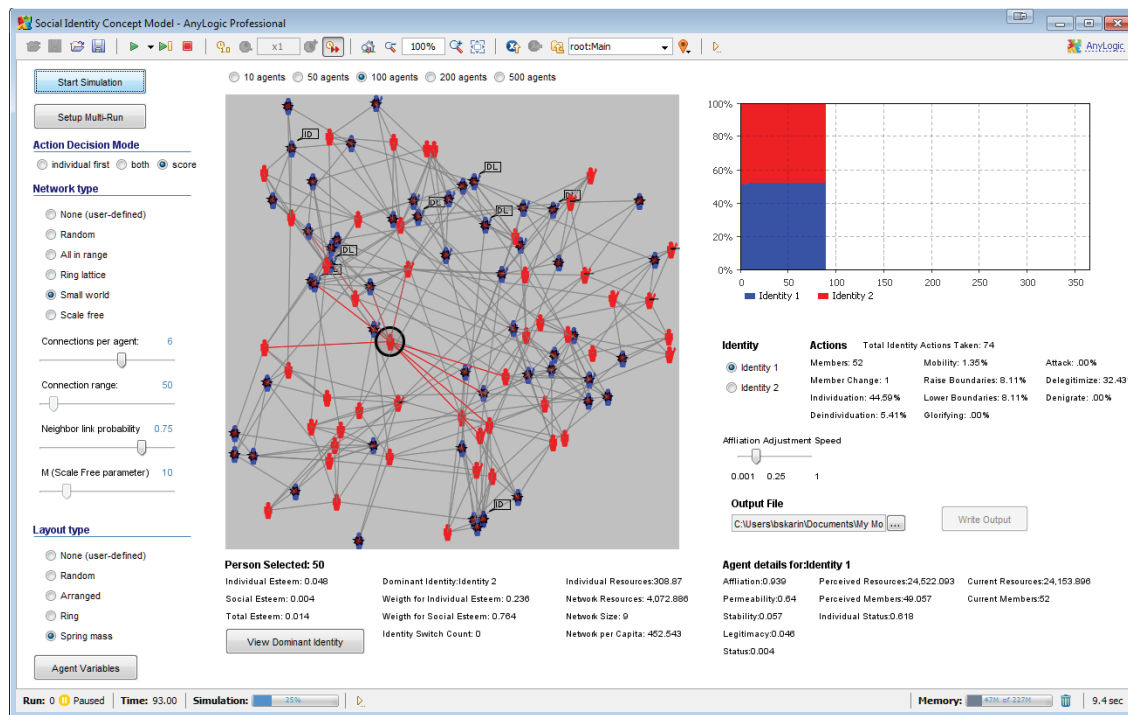 Social Identity Concept Model - AnyLogic Professional
x1
100%
root:Main
AnyLogic
Start Simulation
Setup Multi-Run
Action Decision Mode
individual first
both
score
Network type
None (user-defined)
Random
All in range
Ring lattice
Small world
Scale free
Connections per agent: 6
Connection range: 50
Neighbor link probability 0.75
M (Scale Free parameter) 10
Layout type
None (user-defined)
Random
Arranged
Ring
Spring mass
Agent Variables
10 agents
50 agents
100 agents
200 agents
500 agents
ID
DL
DL
DL
DL
DL
ID
100%
80%
60%
40%
20%
0%
0 50 100 150 200 250 300 350
Identity 1
Identity 2
Identity
Identity 1
Identity 2
Actions
Total Identity Actions Taken: 74
Members: 52
Mobility: 1.35%
Attack: .00%
Member Change: 1
Raise Boundaries: 8.11%
Delegitimize: 32.43%
Individuation: 44.59%
Lower Boundaries: 8.11%
Denigrate: .00%
Deindividuation: 5.41%
Glorifying: .00%
Affliation Adjustment Speed
0.001 0.25 1
Output File
C:\Users\bskarin\Documents\My Mo
...
Write Output
Person Selected: 50
Individual Esteem: 0.048
Dominant Identity:Identity 2
Individual Resources:308.87
Social Esteem: 0.004
Weigth for Individual Esteem: 0.236
Network Resources: 4,072.886
Total Esteem: 0.014
Weigth for Social Esteem: 0.764
Network Size: 9
View Dominant Identity
Identity Switch Count: 0
Network per Capita: 452.543
Agent details for:Identity 1
Affliation:0.939
Perceived Resources:24,522.093
Current Resources:24,153.896
Permeability:0.64
Perceived Members:49.057
Current Members:52
Stability:0.057
Individual Status:0.618
Legitimacy:0.046
Status:0.004
Run: 0
Paused
Time: 93.00
Simulation:
25%
Memory:
47M of 227M
9.4 sec